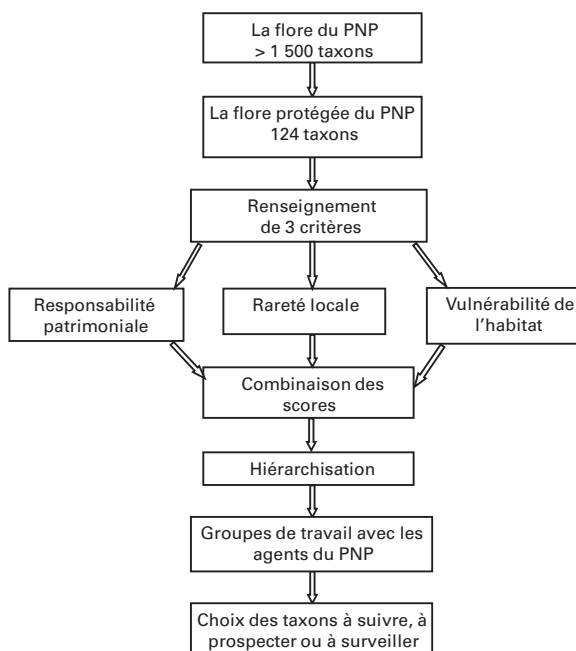 La flore du PNP
> 1 500 taxons
La flore protégée du PNP
124 taxons
Renseignement
de 3 critères
Responsabilité
patrimoniale
Rareté locale
Vulnérabilité de
l'habitat
Combinaison des
scores
Hiérarchisation
Groupes de travail avec les
agents du PNP
Choix des taxons à suivre, à
prospecter ou à surveiller